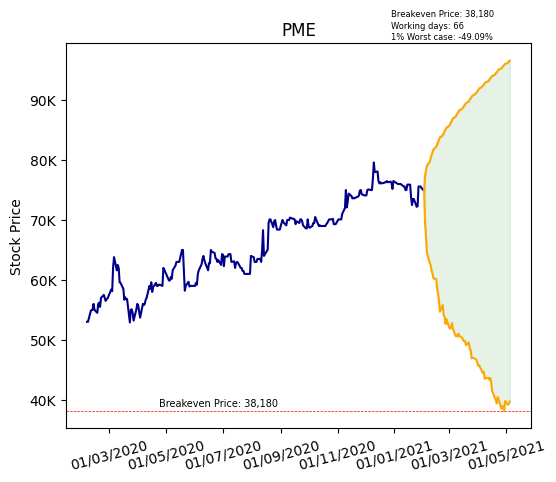 Breakeven Price: 38,180
Working days: 66
1% Worst case: -49.09%
PME
Stock Price
90K
80K
70K
60K
50K
40K
Breakeven Price: 38,180
01/03/2020
01/05/2020
01/07/2020
01/09/2020
01/11/2020
01/01/2021
01/03/2021
01/05/2021